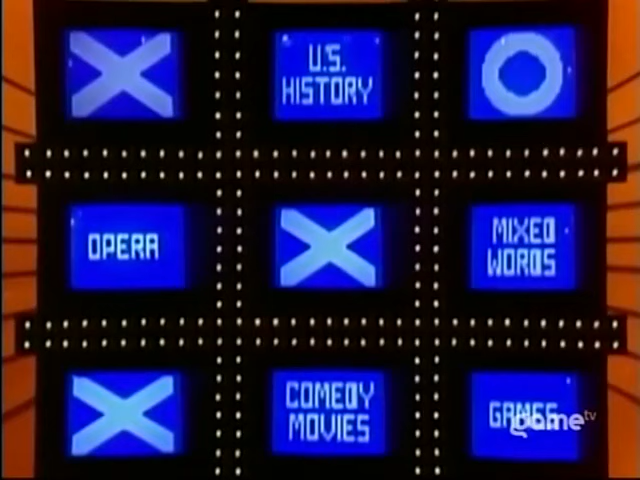 X
U.S.
HISTORY
O
OPERA
X
MIXED
WORDS
X
COMEDY
MOVIES
GAMES
game tv